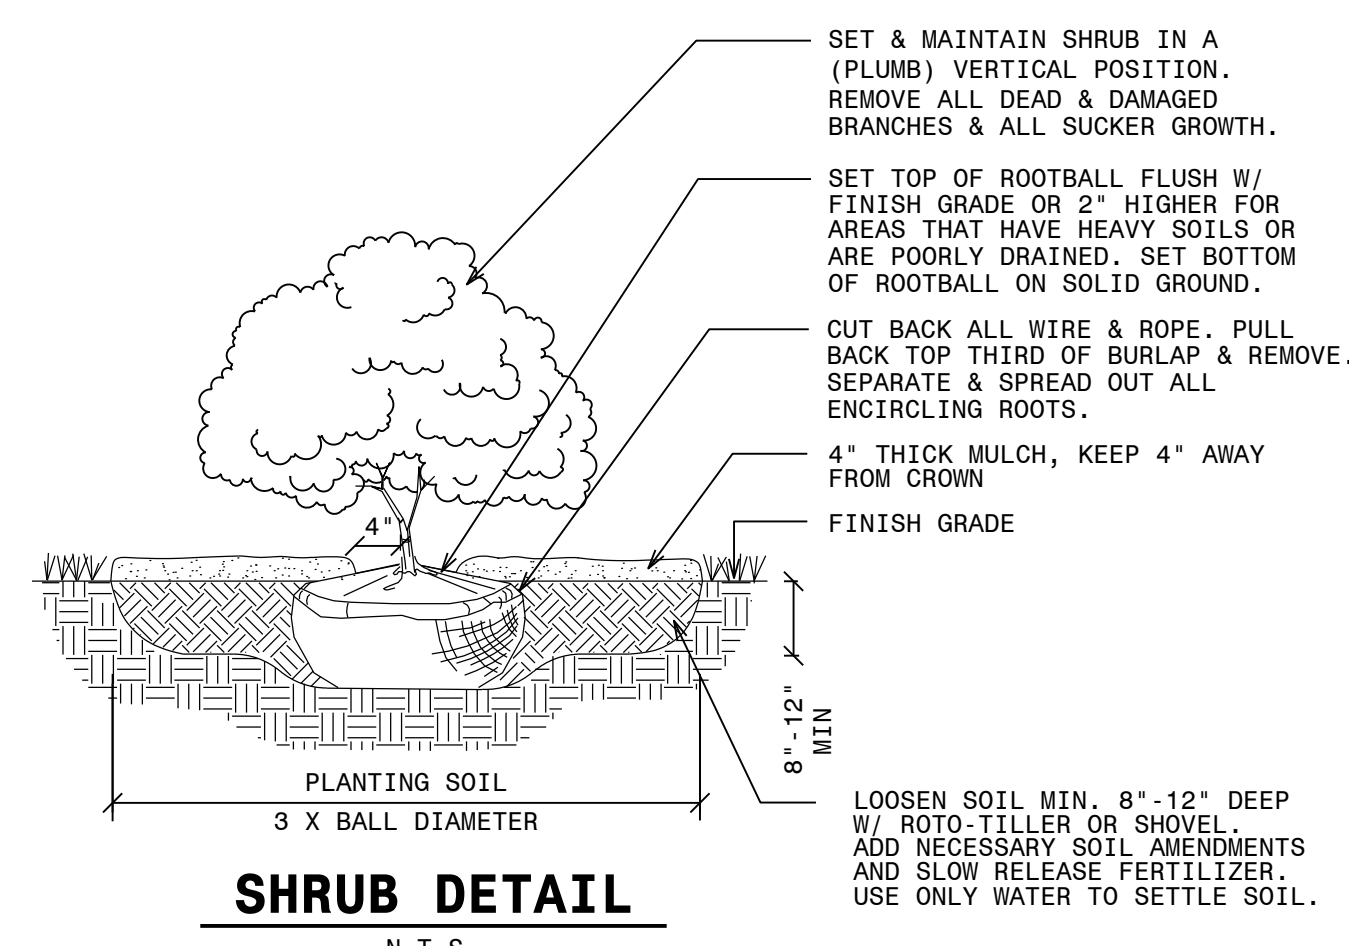 SET & MAINTAIN SHRUB IN A
(PLUMB) VERTICAL POSITION.
REMOVE ALL DEAD & DAMAGED
BRANCHES & ALL SUCKER GROWTH.
SET TOP OF ROOTBALL FLUSH W/
FINISH GRADE OR 2" HIGHER FOR
AREAS THAT HAVE HEAVY SOILS OR
ARE POORLY DRAINED. SET BOTTOM
OF ROOTBALL ON SOLID GROUND.
CUT BACK ALL WIRE & ROPE. PULL
BACK TOP THIRD OF BURLAP & REMOVE.
SEPARATE & SPREAD OUT ALL
ENCIRCLING ROOTS.
4" THICK MULCH, KEEP 4" AWAY
FROM CROWN
FINISH GRADE
4"
8"-12"
MIN
LOOSEN SOIL MIN. 8"-12" DEEP
W/ ROTO-TILLER OR SHOVEL.
ADD NECESSARY SOIL AMENDMENTS
AND SLOW RELEASE FERTILIZER.
USE ONLY WATER TO SETTLE SOIL.
PLANTING SOIL
3 X BALL DIAMETER
SHRUB DETAIL
N T S